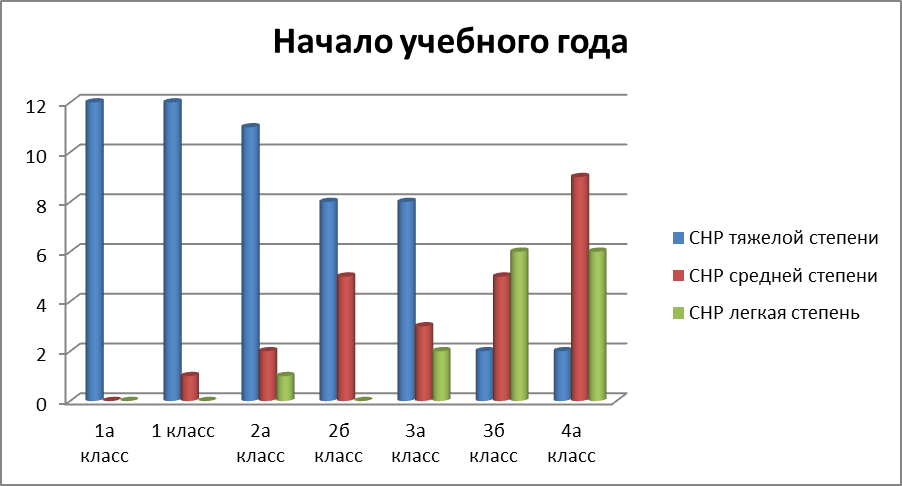 Начало учебного года
12
10
8
6
4
2
0
1а
класс
1 класс
2а
класс
2б
класс
3а
класс
3б
класс
4а
класс
СНР тяжелой степени
СНР средней степени
СНР легкая степень